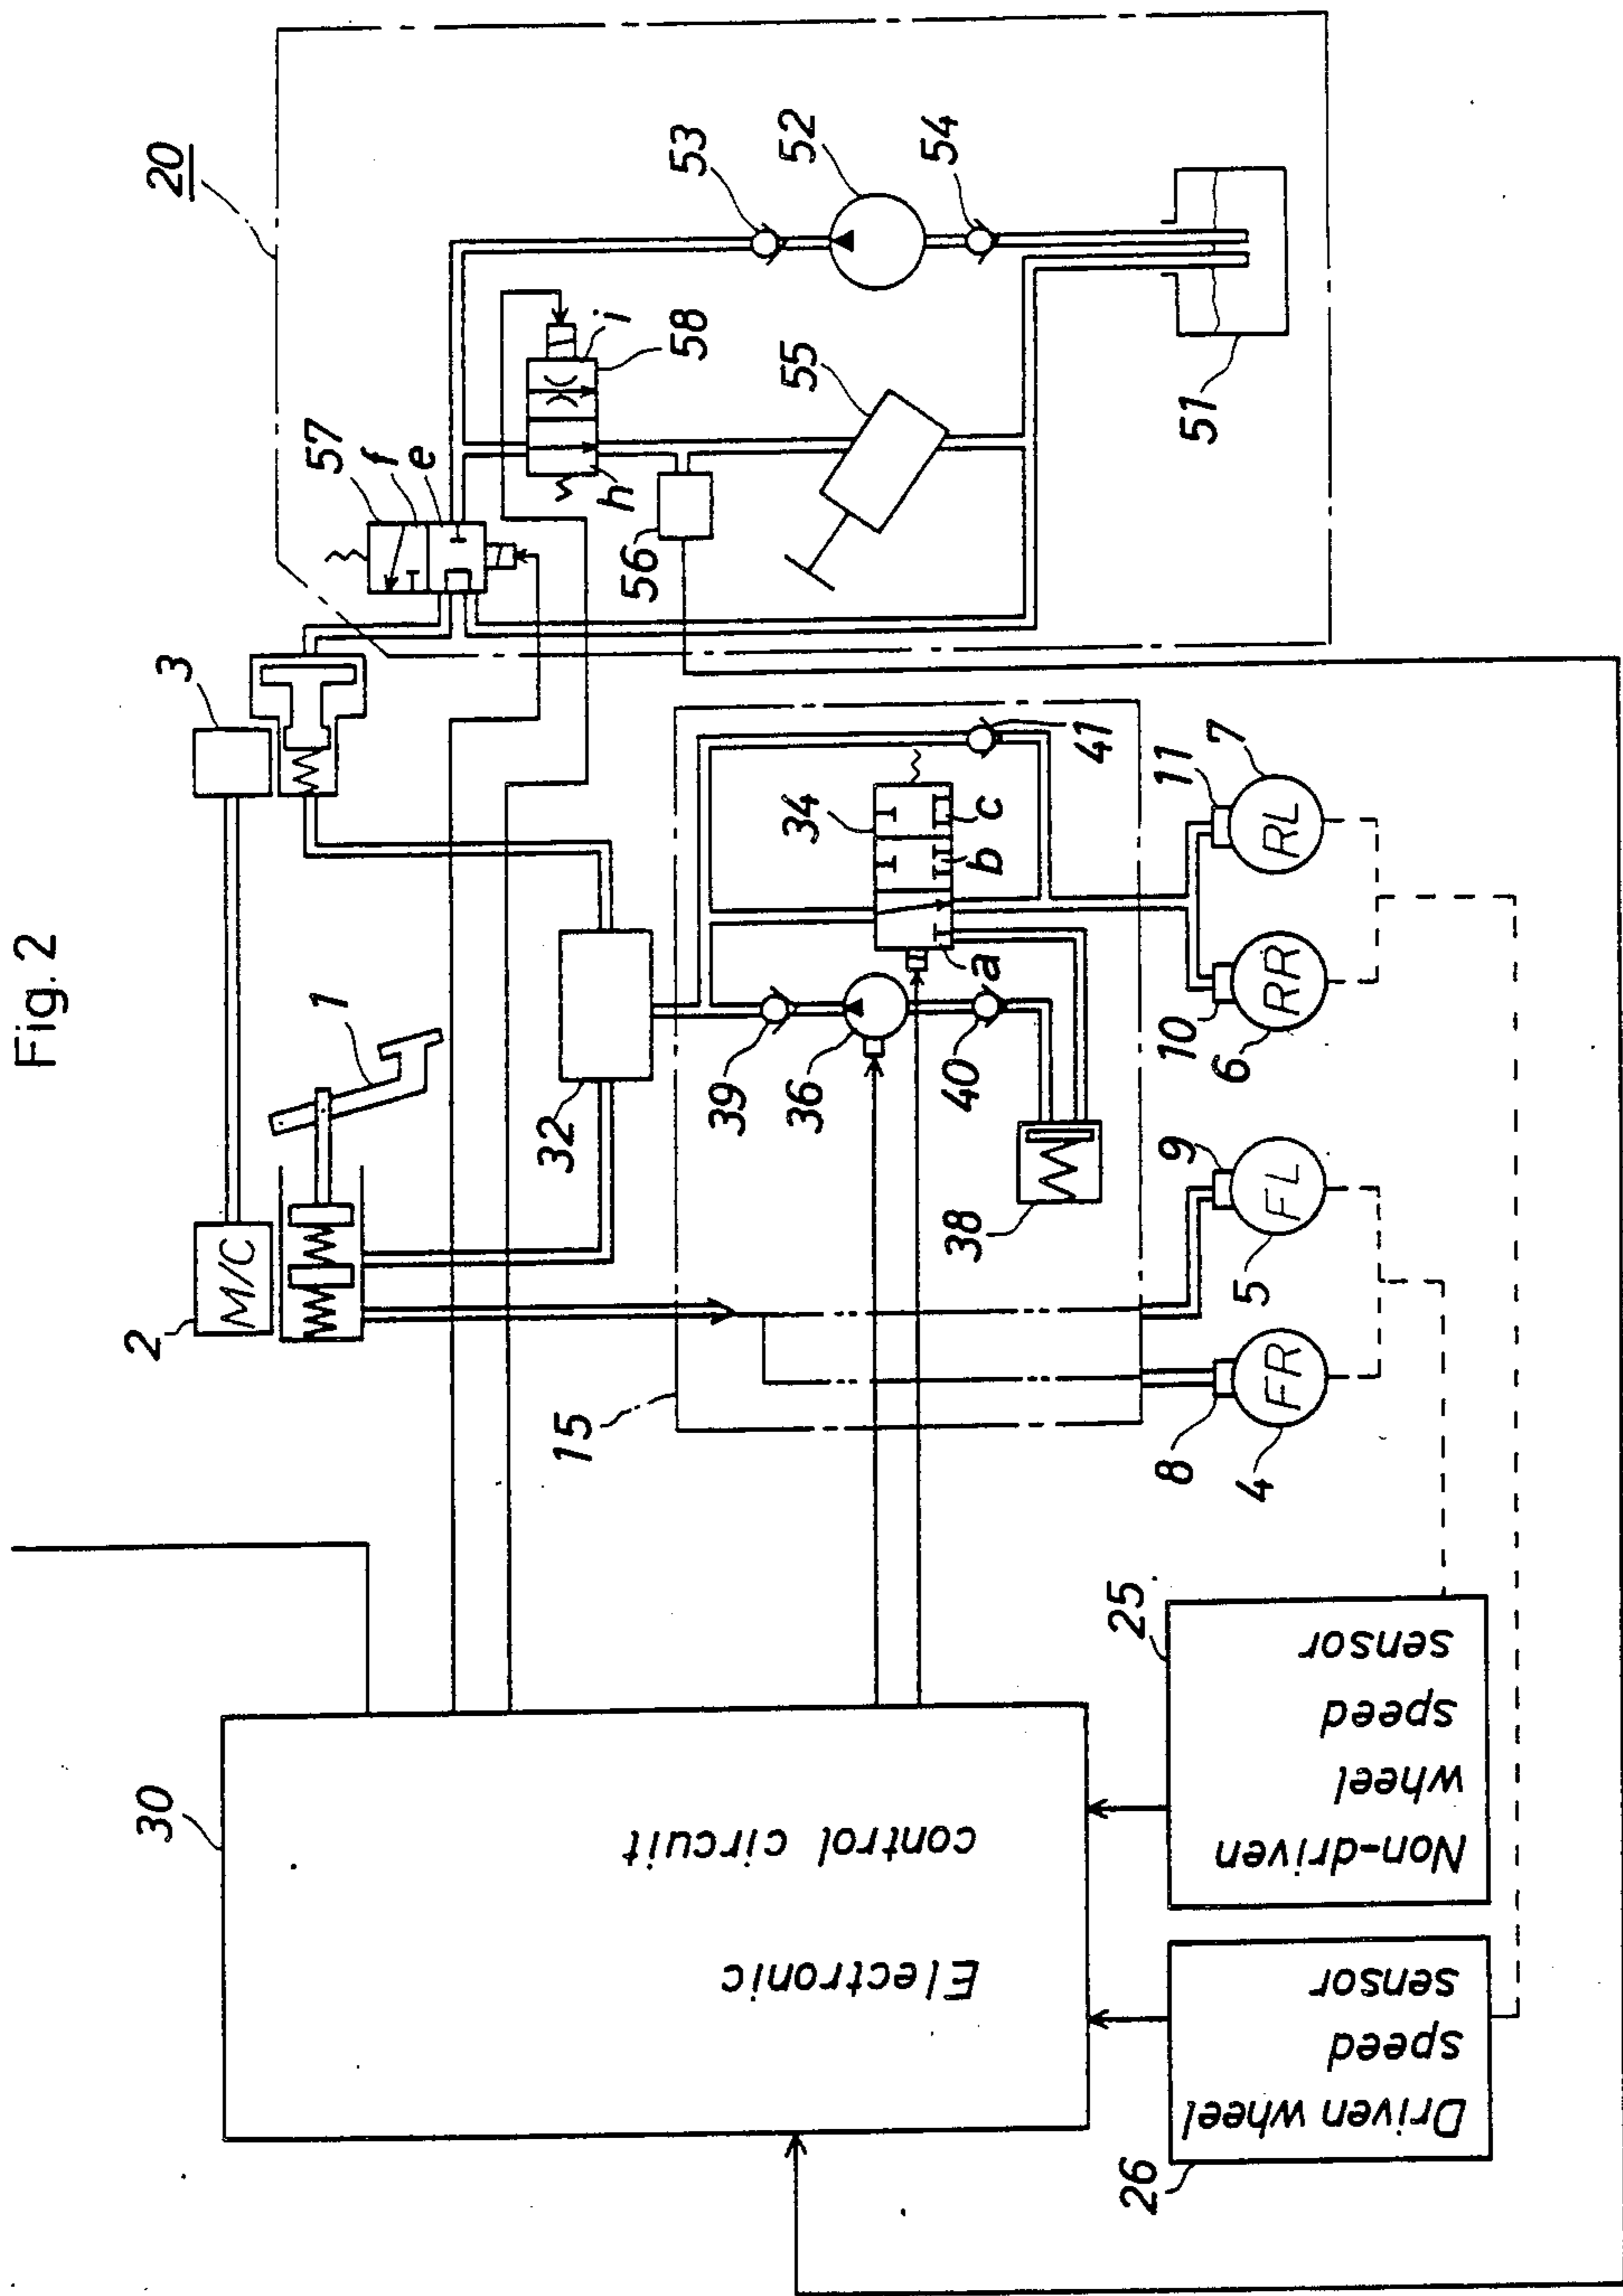 Fig. 2
20
53
52
54
57
f
e
i
58
h
55
56
51
3
1
2
M/C
32
34
41
a
b
c
39
36
40
38
15
11
7
RL
10
6
RR
9
5
FL
8
4
FR
30
Electronic
control circuit
25
Non-driven
wheel
speed
sensor
26
Driven wheel
speed
sensor